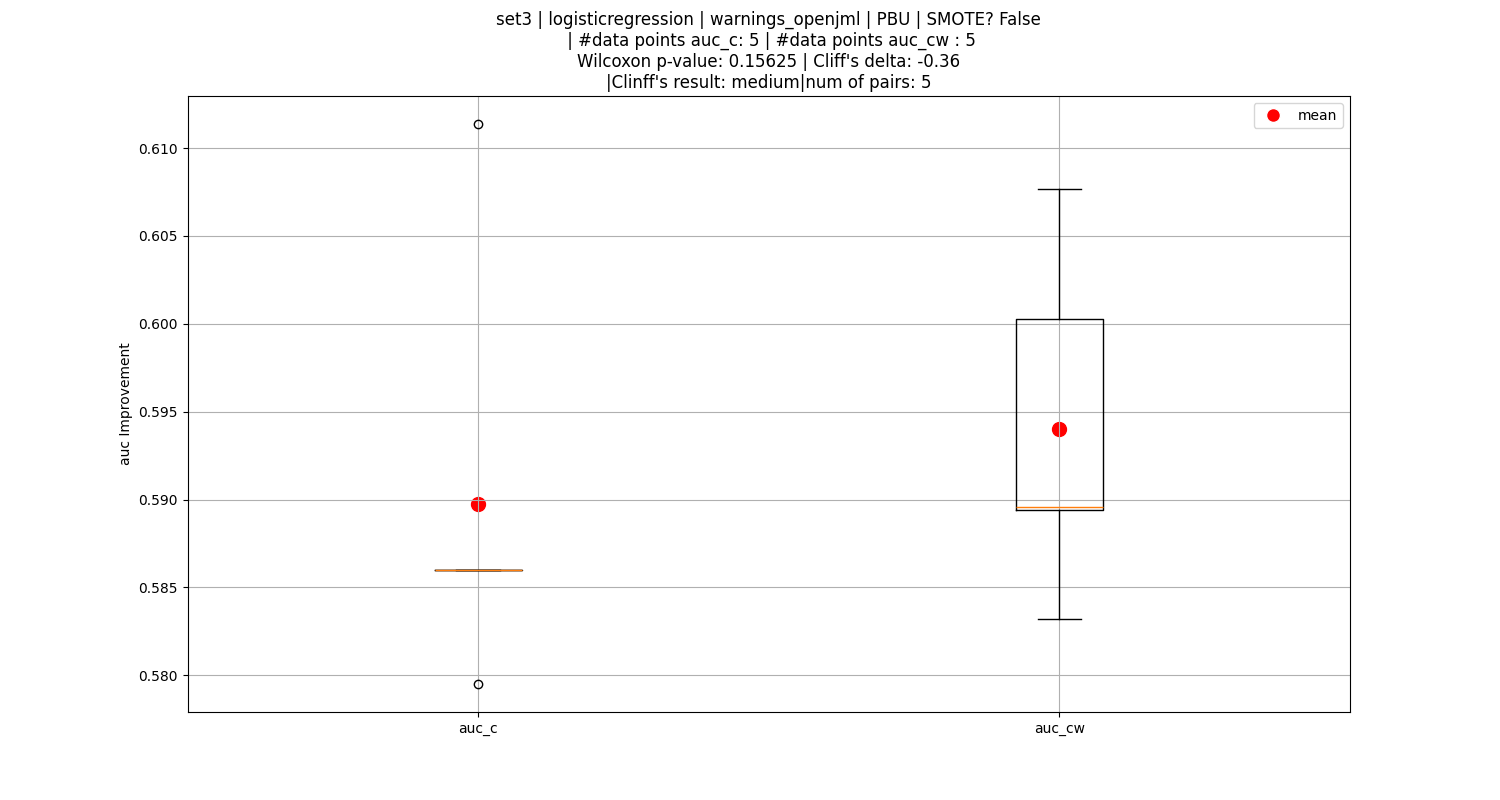 set3 | logisticregression | warnings_openjml | PBU | SMOTE? False
| #data points auc_c: 5 | #data points auc_cw : 5
Wilcoxon p-value: 0.15625 | Cliff's delta: -0.36
|Clinff's result: medium|num of pairs: 5
mean
0.610
0.605
0.600
0.595
0.590
0.585
0.580
auc Improvement
auc_c
auc_cw